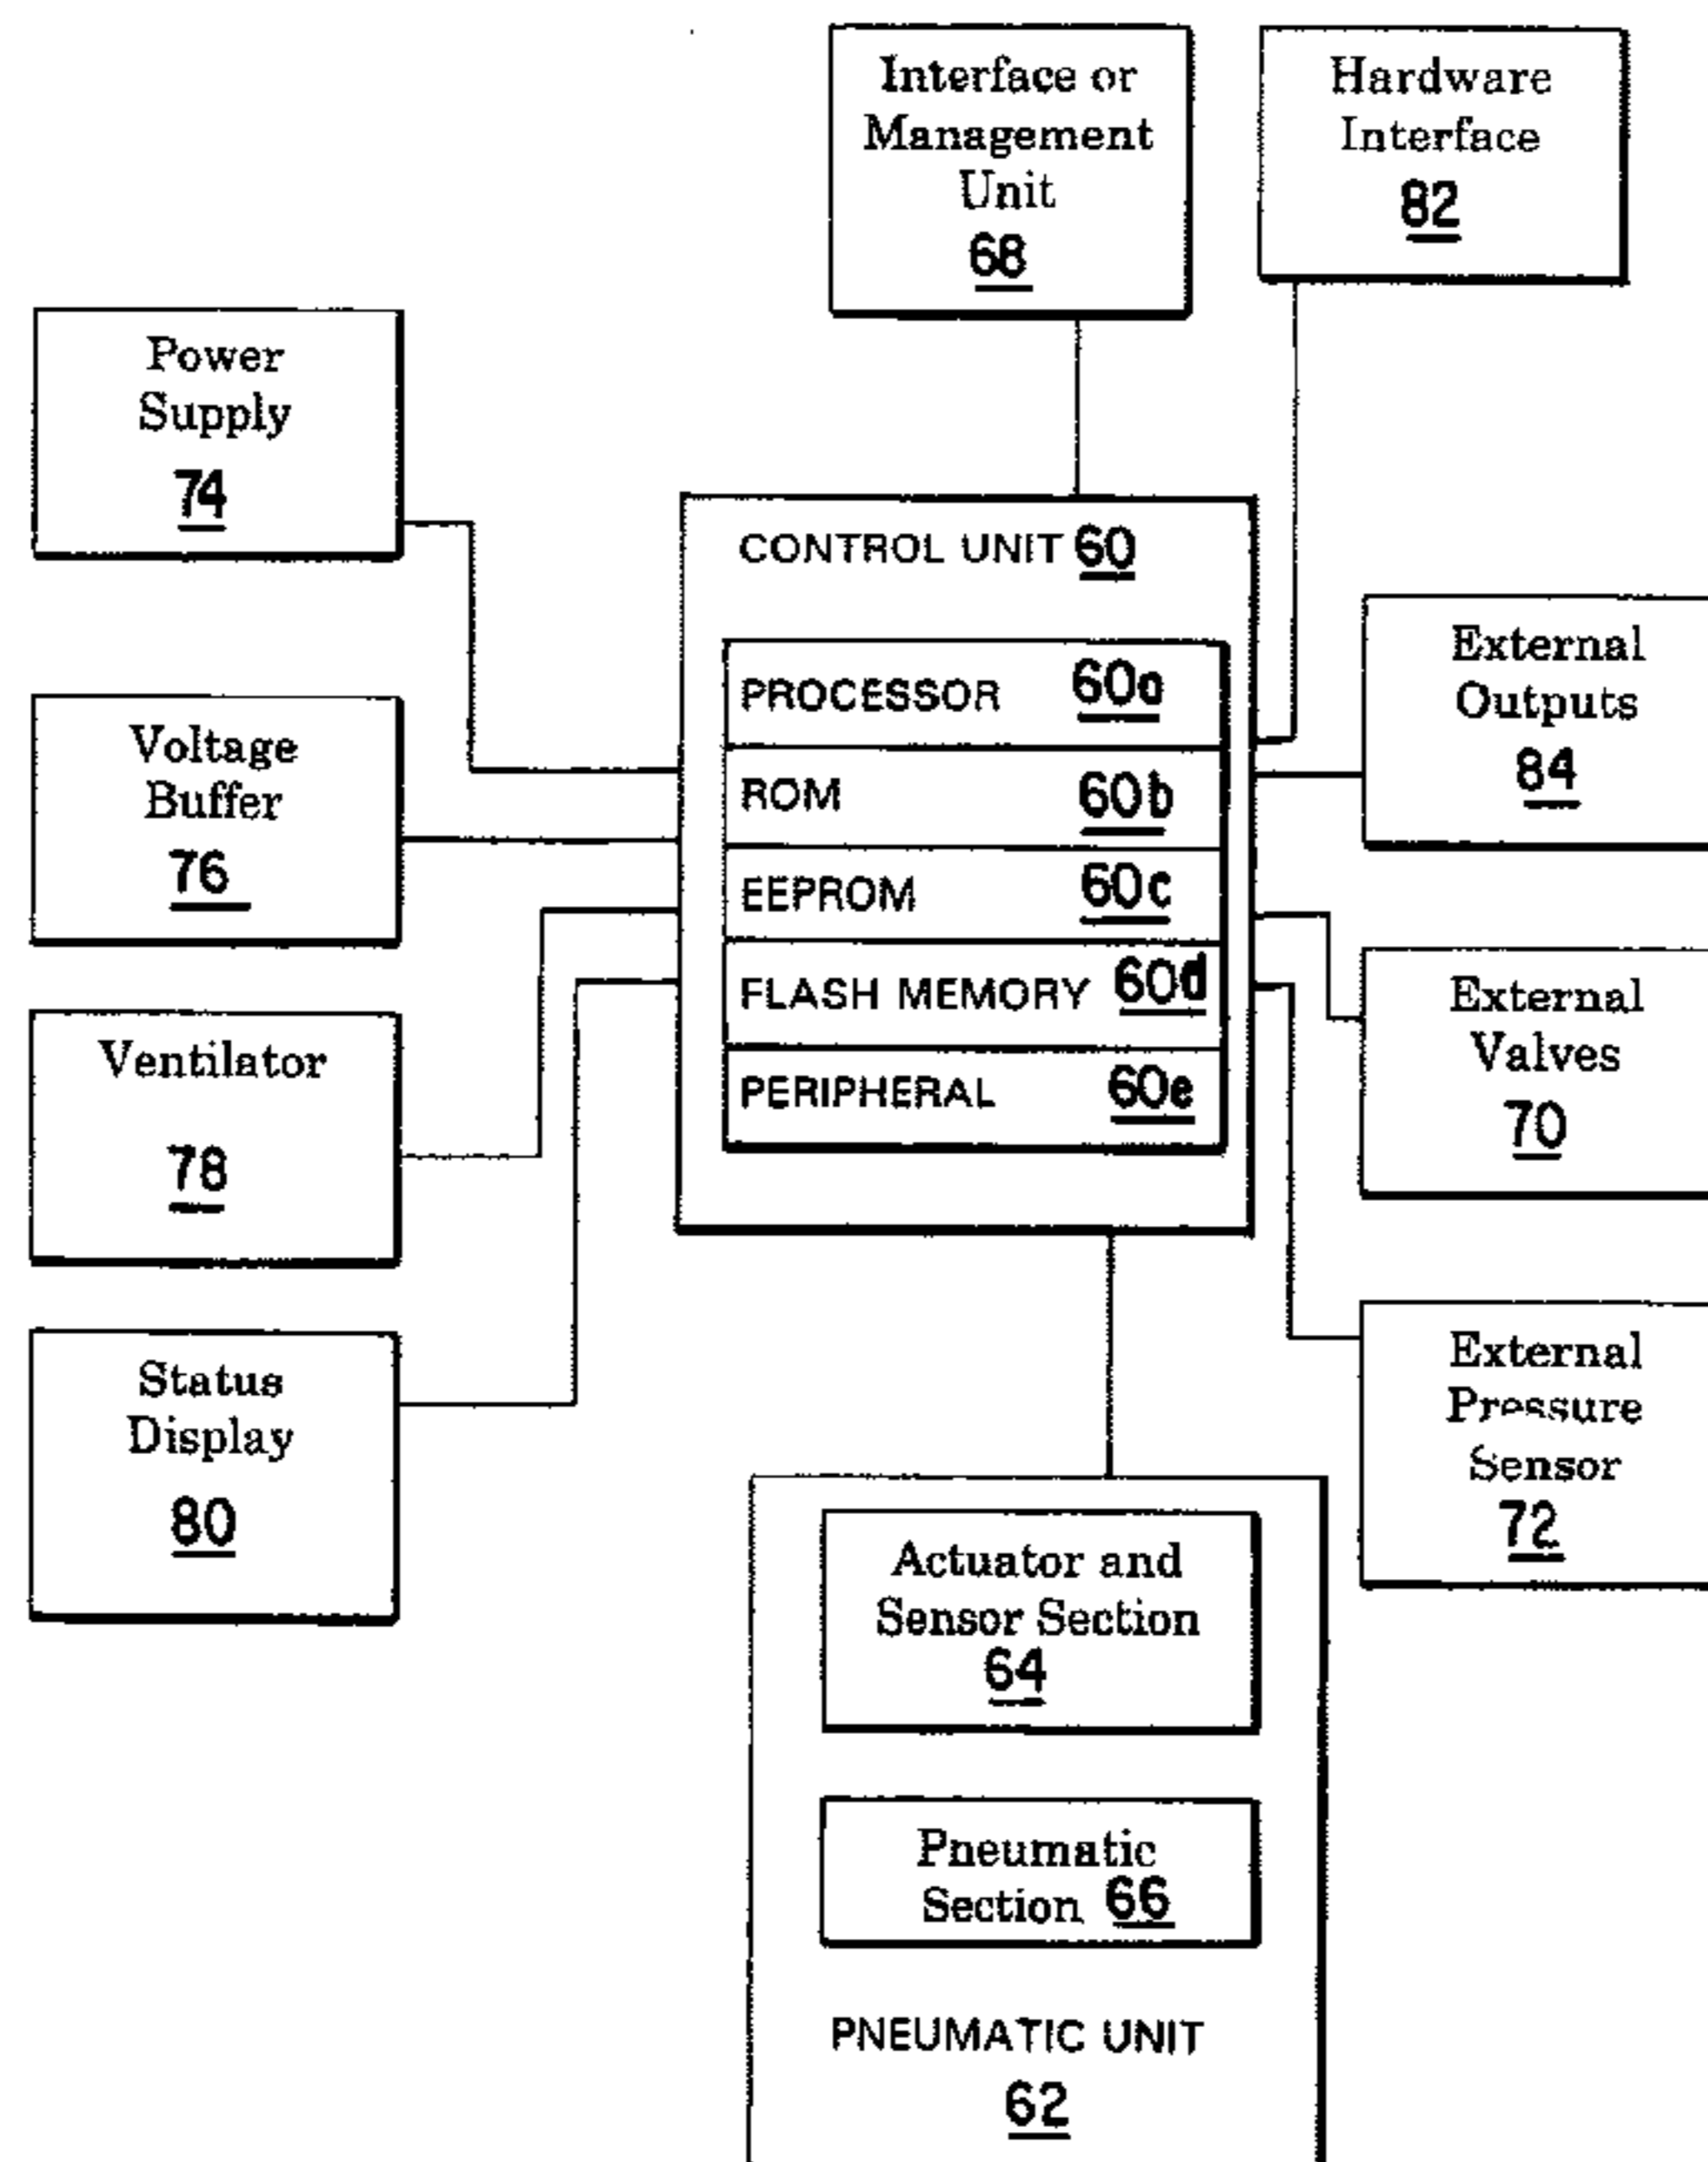 Interface or
Management
Unit
68
Hardware
Interface
82
Power
Supply
74
CONTROL UNIT 60
PROCESSOR 60a
ROM 60b
EEPROM 60c
FLASH MEMORY 60d
PERIPHERAL 60e
External
Outputs
84
Voltage
Buffer
76
External
Valves
70
Ventilator
78
External
Pressure
Sensor
72
Status
Display
80
Actuator and
Sensor Section
64
Pneumatic
Section 66
PNEUMATIC UNIT
62